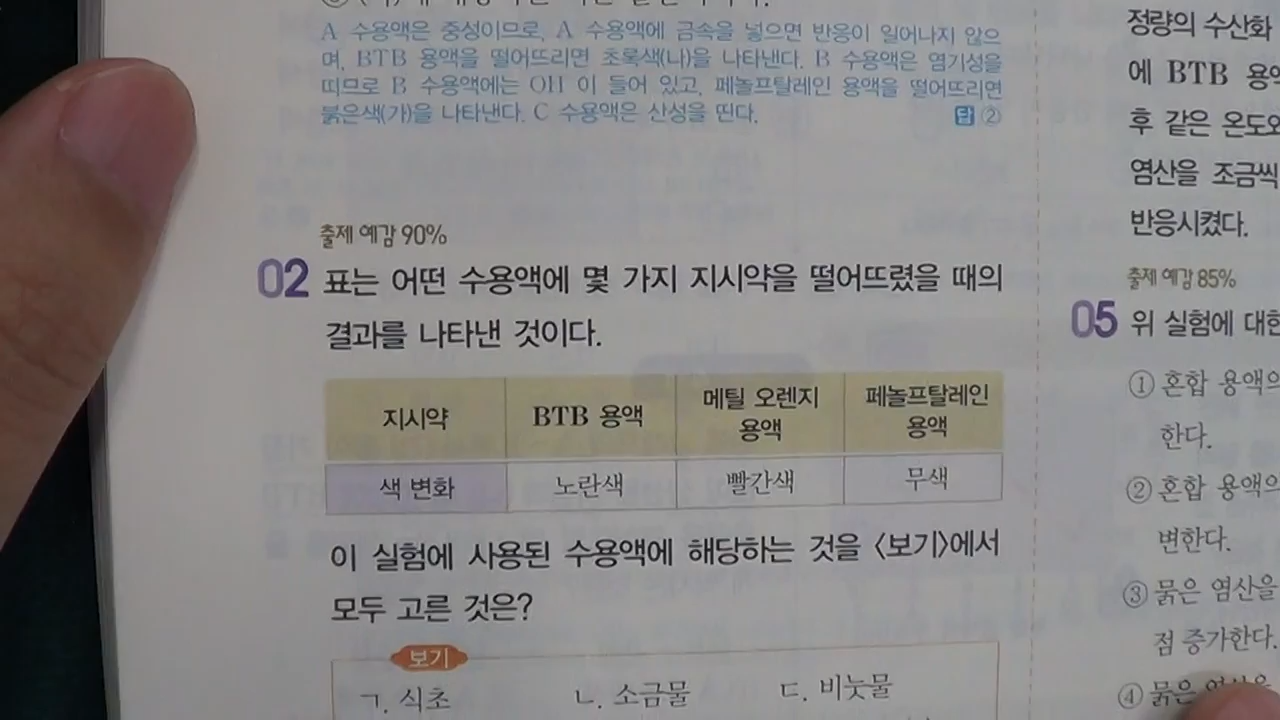 A 수용액은 중성이므로, A 수용액에 금속을 넣으면 반응이 일어나지 않으
며, BTB 용액을 떨어뜨리면 초록색(나)을 나타낸다. B 수용액은 염기성을
띠므로 B 수용액에는 OH 이 들어 있고, 페놀프탈레인 용액을 떨어뜨리면
붉은색(가)을 나타낸다. C 수용액은 산성을 띤다.
답 ②
출제 예감 90%
02 표는 어떤 수용액에 몇 가지 지시약을 떨어뜨렸을 때의
결과를 나타낸 것이다.
지시약 BTB 용액 메틸 오렌지 용액 페놀프탈레인 용액
색 변화 노란색 빨간색 무색
이 실험에 사용된 수용액에 해당하는 것을 <보기>에서
모두 고른 것은?
보기
ㄱ. 식초 ㄴ. 소금물 ㄷ. 비눗물
정량의 수산화
에 BTB 용
후 같은 온도
염산을 조금씩
반응시켰다.
출제 예감 85%
05 위 실험에 대한
① 혼합 용액의
한다.
② 혼합 용액의
변한다.
③ 묽은 염산을
점 증가한다.
④ 묽은